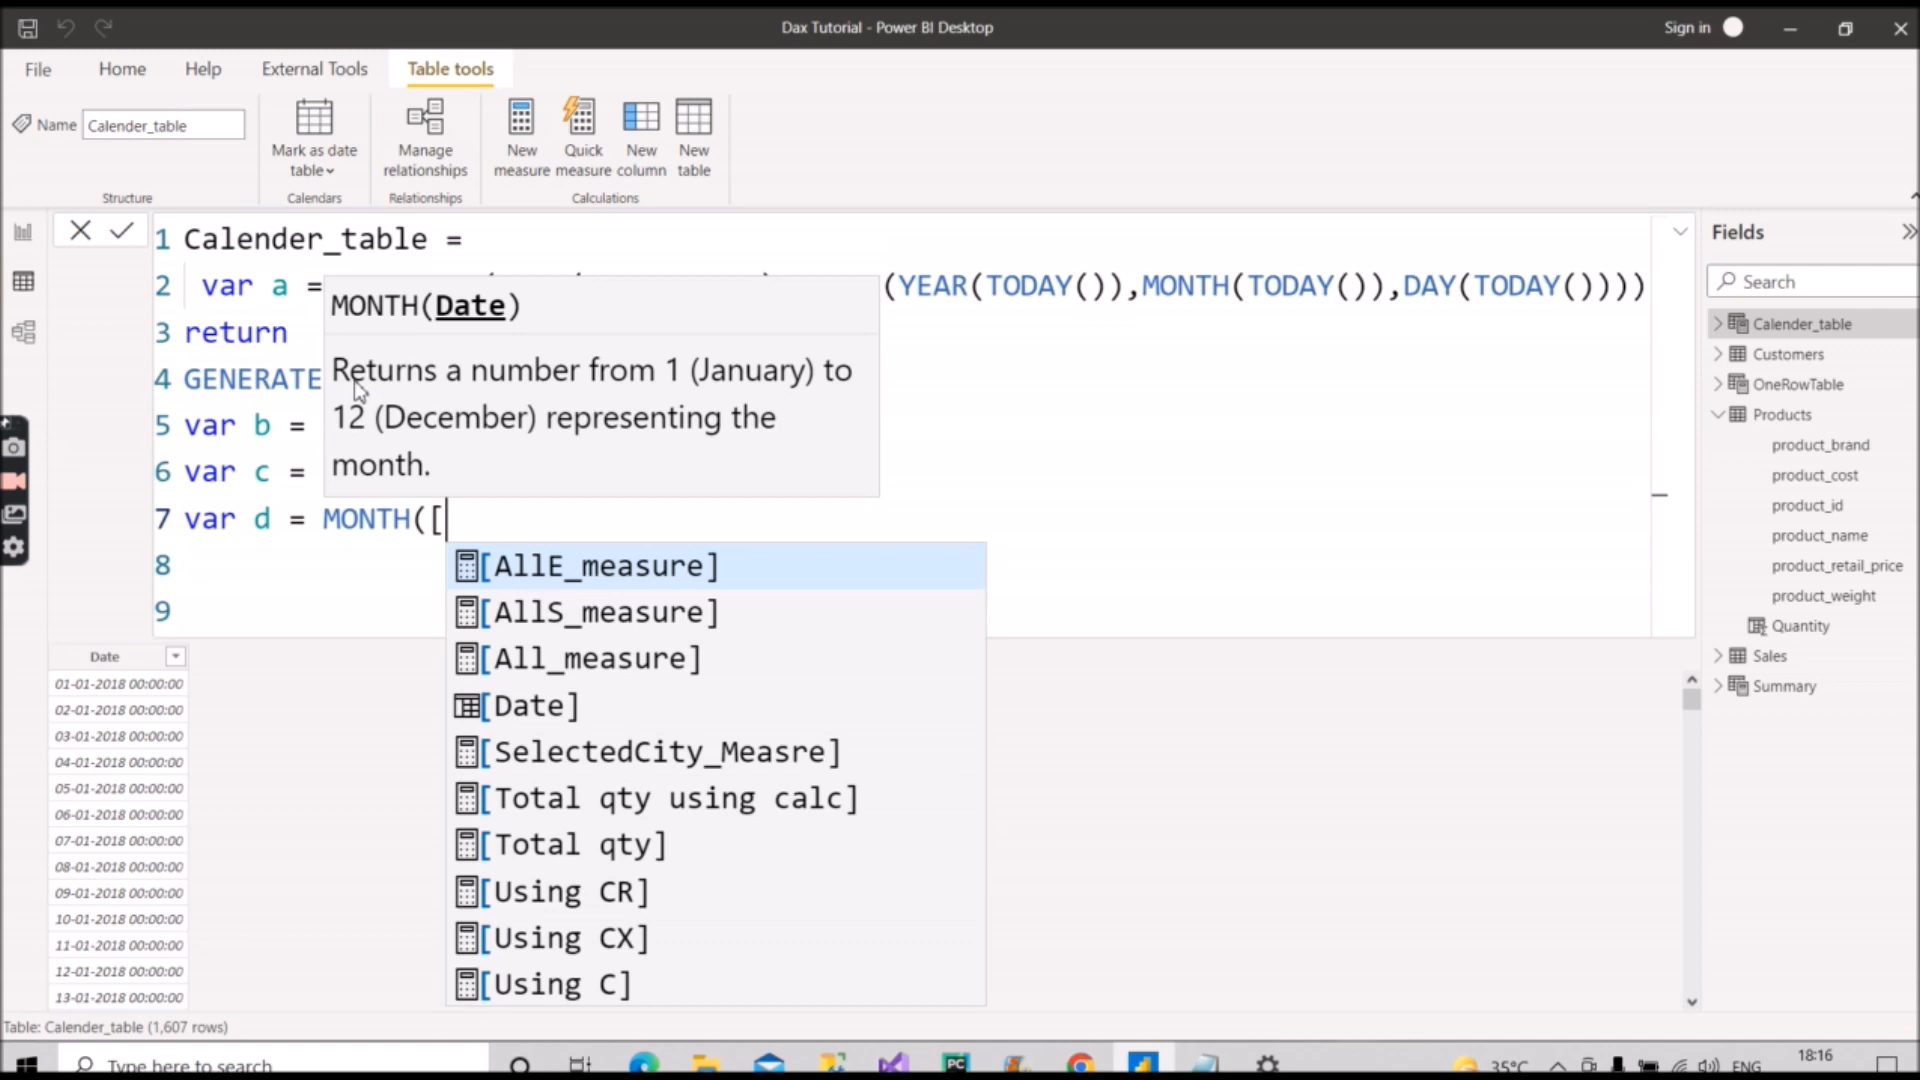 Dax Tutorial - Power BI Desktop
Sign in
File Home Help External Tools Table tools
Name Calender_table
Mark as date table
Manage relationships
New measure
Quick measure
New column
New table
Structure Calendars Relationships Calculations
1 Calender_table =
2 var a = (YEAR(TODAY()),MONTH(TODAY()),DAY(TODAY())))
3 return
4 GENERATE
5 var b =
6 var c =
7 var d = MONTH([
8
9
MONTH(Date)
Returns a number from 1 (January) to
12 (December) representing the
month.
[AllE_measure]
[AllS_measure]
[All_measure]
[Date]
[SelectedCity_Measre]
[Total qty using calc]
[Total qty]
[Using CR]
[Using CX]
[Using C]
Date
01-01-2018 00:00:00
02-01-2018 00:00:00
03-01-2018 00:00:00
04-01-2018 00:00:00
05-01-2018 00:00:00
06-01-2018 00:00:00
07-01-2018 00:00:00
08-01-2018 00:00:00
09-01-2018 00:00:00
10-01-2018 00:00:00
11-01-2018 00:00:00
12-01-2018 00:00:00
13-01-2018 00:00:00
Fields
Search
Calender_table
Customers
OneRowTable
Products
product_brand
product_cost
product_id
product_name
product_retail_price
product_weight
Quantity
Sales
Summary
Table: Calender_table (1,607 rows)
Type here to search
PC
35°C
ENG
18:16